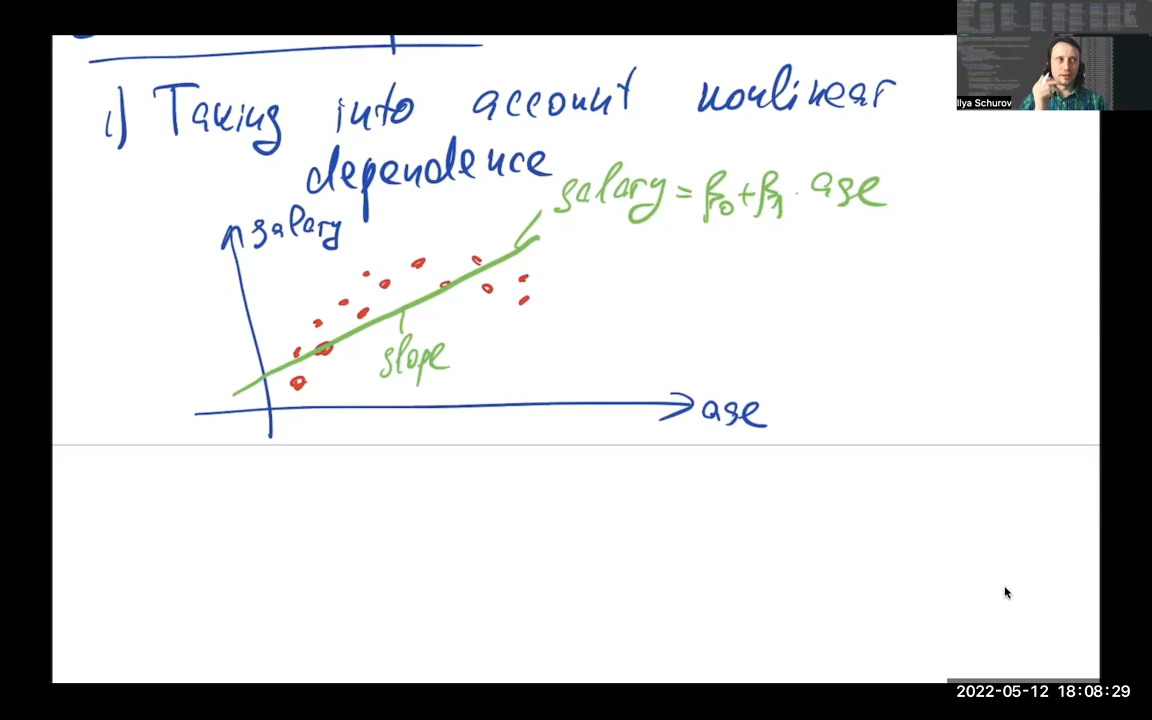 1) Taking into account nonlinear
dependence
salary = β₀ + β₁ · age
salary
slope
age
Ilya Schurov
2022-05-12 18:08:29